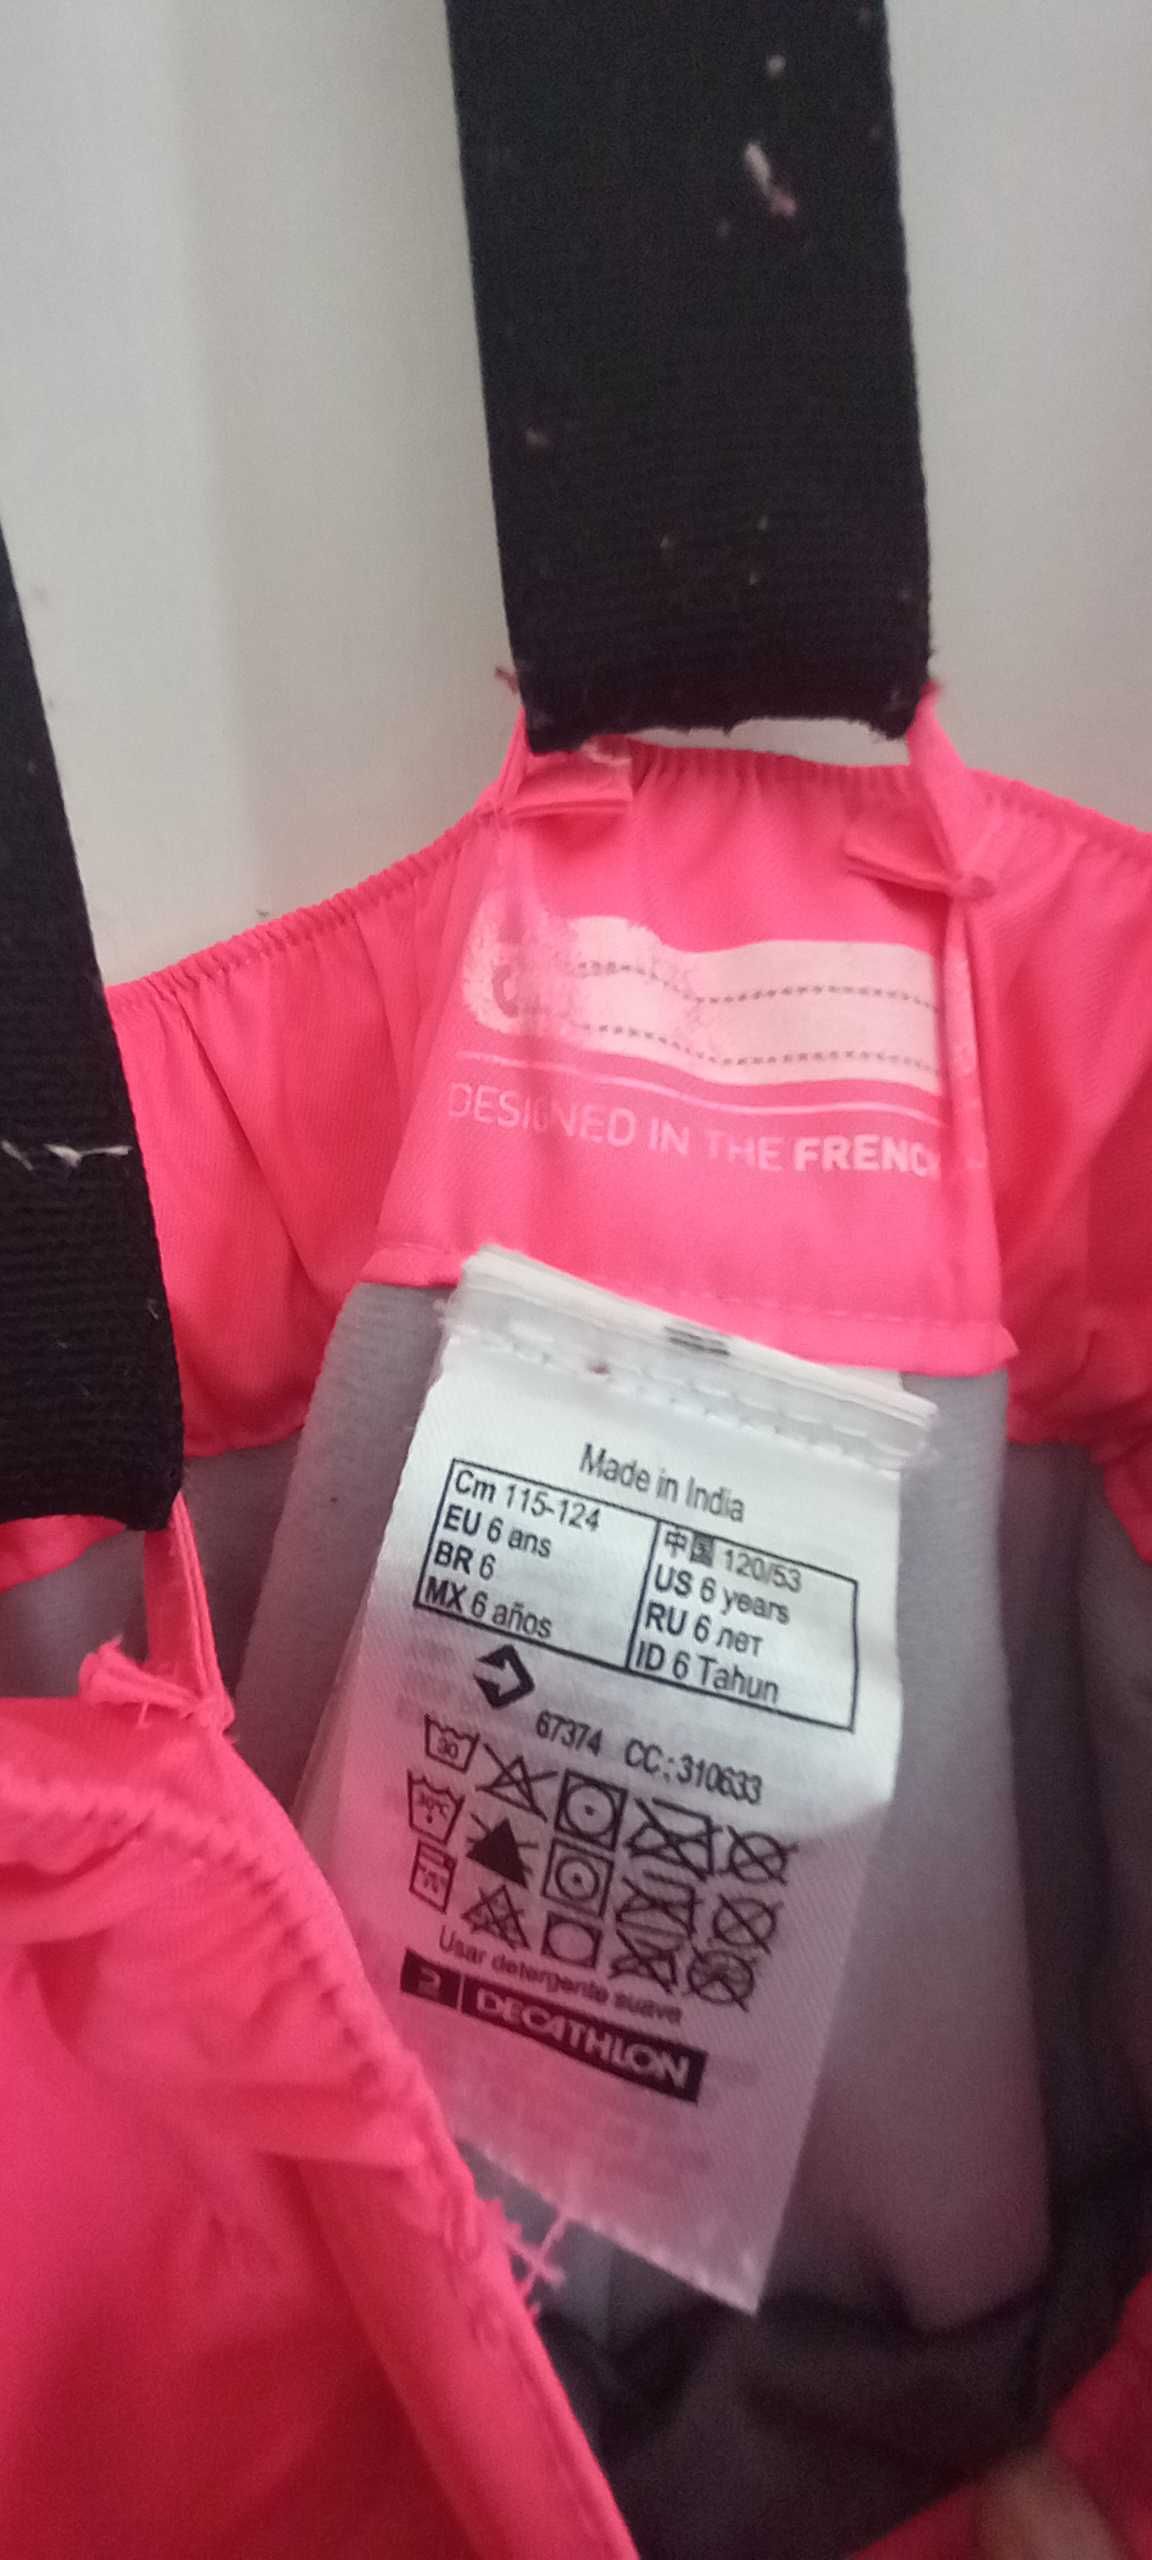 DESIGNED IN THE FRENCH
Made in India
Cm 115-124
EU 6 ans
BR 6
MX 6 años
中国 120/53
US 6 years
RU 6 лет
ID 6 Tahun
67374 CC.:310633
30
30°C
Usar detergente suave
DECATHLON